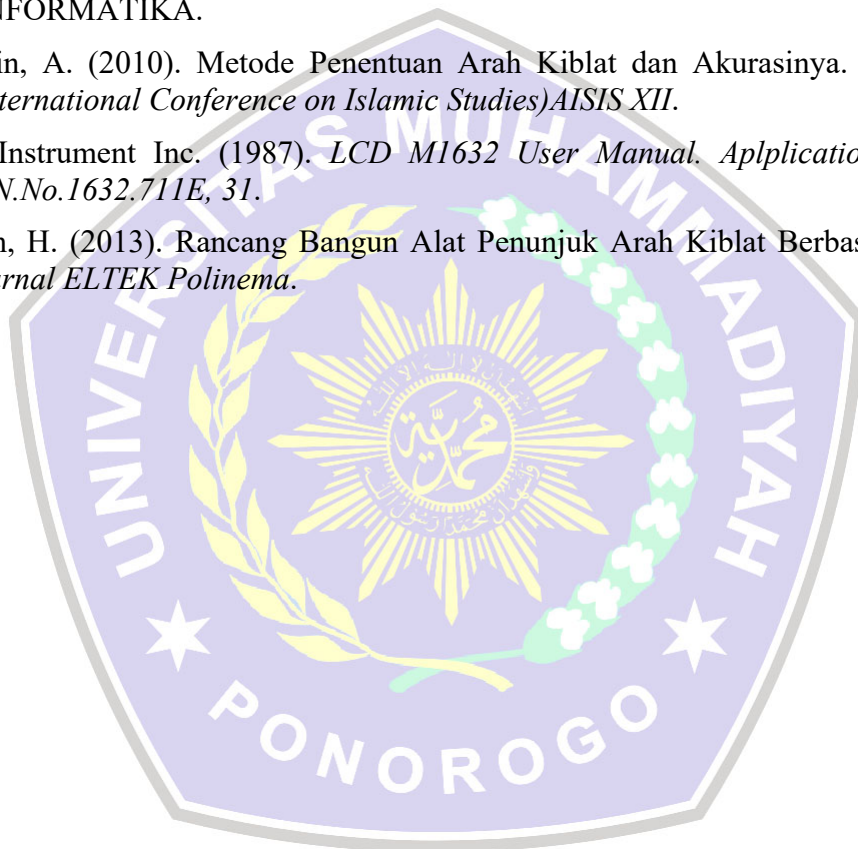 NFORMATIKA.
in, A. (2010). Metode Penentuan Arah Kiblat dan Akurasinya.
ternational Conference on Islamic Studies)AISIS XII.
Instrument Inc. (1987). LCD M1632 User Manual. Aplplicatio
N.No.1632.711E, 31.
n, H. (2013). Rancang Bangun Alat Penunjuk Arah Kiblat Berbas
rnal ELTEK Polinema.
UNIVERSITAS MUHAMMADIYAH
PONOROGO
محمدية